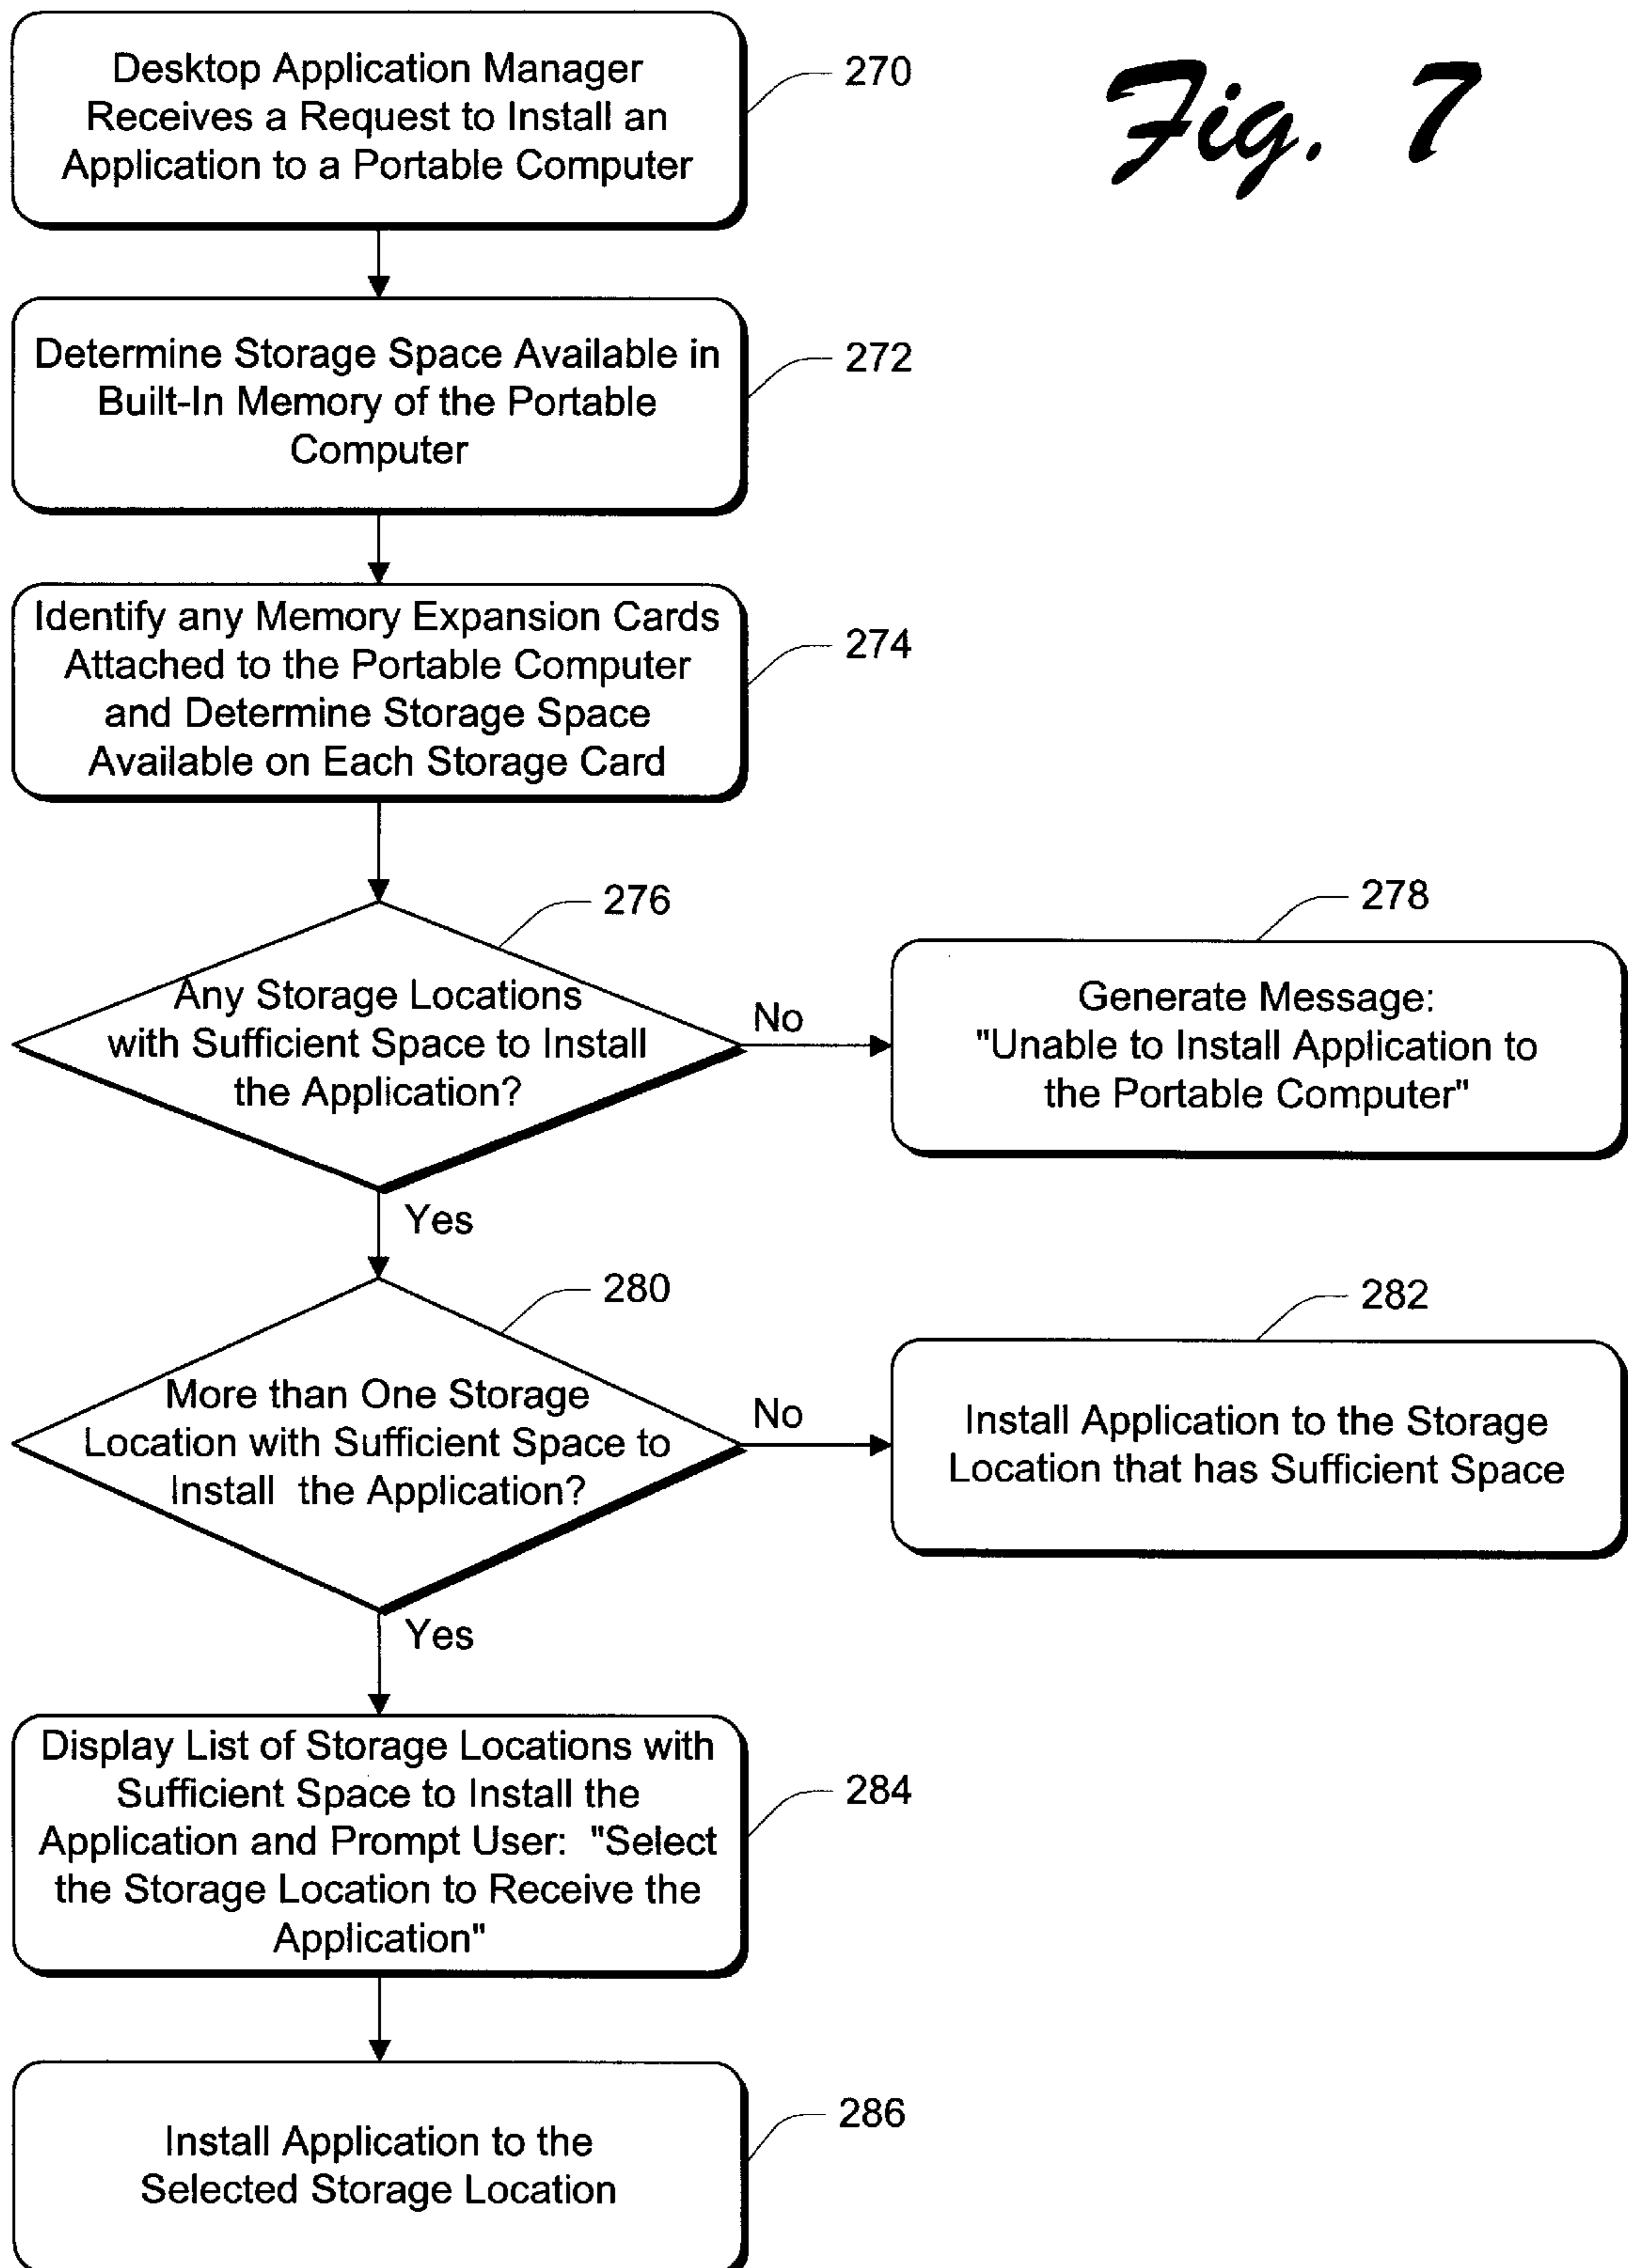 Fig. 7
Desktop Application Manager
Receives a Request to Install an
Application to a Portable Computer
270
Determine Storage Space Available in
Built-In Memory of the Portable
Computer
272
Identify any Memory Expansion Cards
Attached to the Portable Computer
and Determine Storage Space
Available on Each Storage Card
274
276
Any Storage Locations
with Sufficient Space to Install
the Application?
No
278
Generate Message:
"Unable to Install Application to
the Portable Computer"
Yes
280
More than One Storage
Location with Sufficient Space to
Install the Application?
No
282
Install Application to the Storage
Location that has Sufficient Space
Yes
Display List of Storage Locations with
Sufficient Space to Install the
Application and Prompt User: "Select
the Storage Location to Receive the
Application"
284
Install Application to the
Selected Storage Location
286